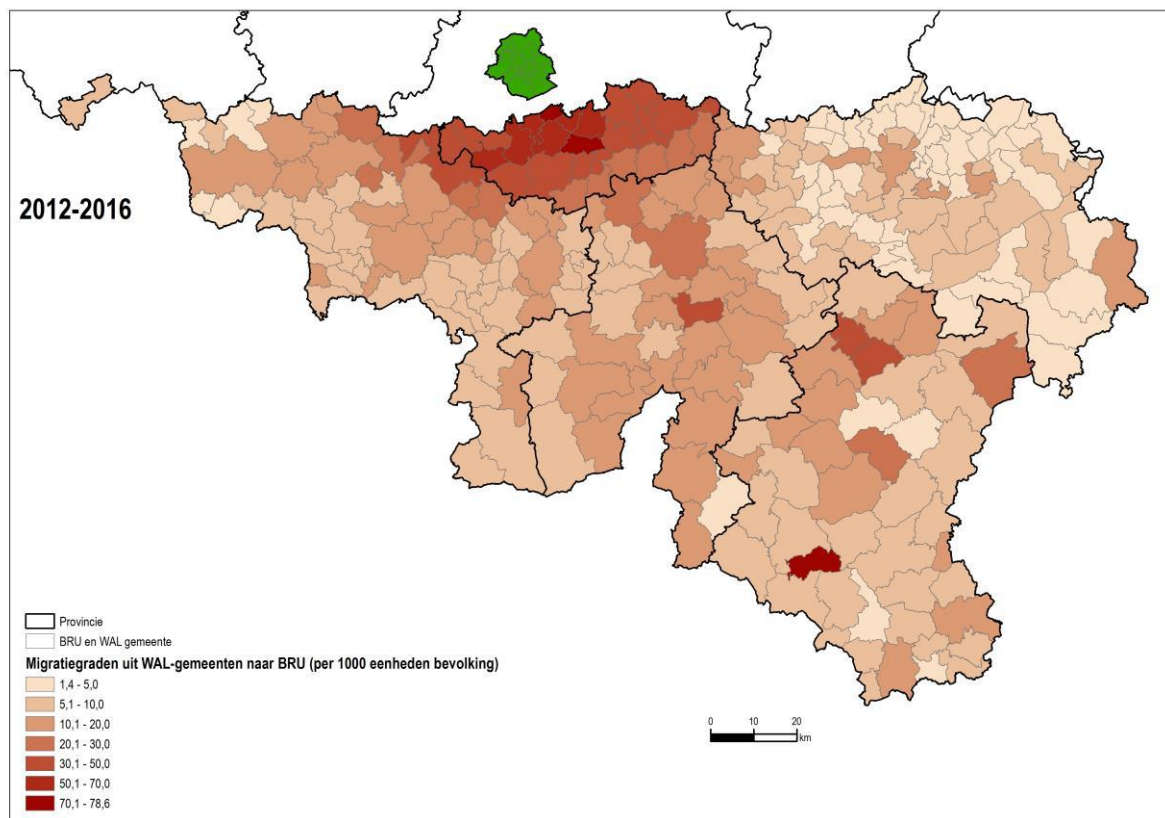 2012-2016
Provincie
BRU en WAL gemeente
Migratiegraden uit WAL-gemeenten naar BRU (per 1000 eenheden bevolking)
1,4 - 5,0
5,1 - 10,0
10,1 - 20,0
20,1 - 30,0
30,1 - 50,0
50,1 - 70,0
70,1 - 78,6
0 10 20
km